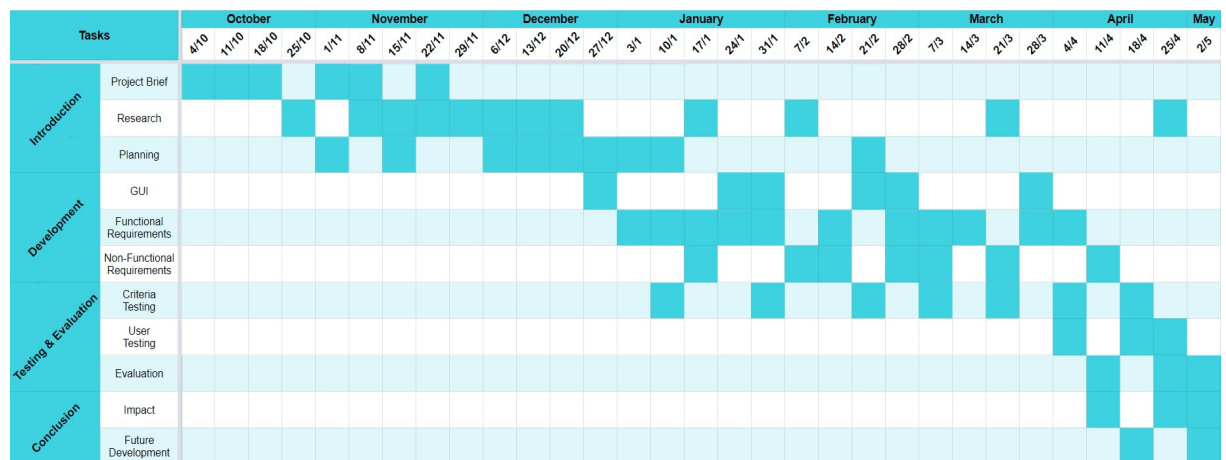 Tasks
October November December January February March April May
4/10 11/10 18/10 25/10 1/11 8/11 15/11 22/11 29/11 6/12 13/12 20/12 27/12 3/1 10/1 17/1 24/1 31/1 7/2 14/2 21/2 28/2 7/3 14/3 21/3 28/3 4/4 11/4 18/4 25/4 2/5
Introduction
Project Brief
Research
Planning
Development
GUI
Functional
Requirements
Non-Functional
Requirements
Testing & Evaluation
Criteria
Testing
User
Testing
Evaluation
Conclusion
Impact
Future
Development